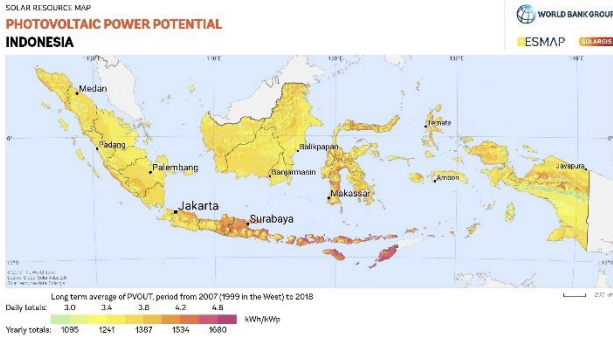 SOLAR RESOURCE MAP
PHOTOVOLTAIC POWER POTENTIAL
INDONESIA
WORLD BANK GROUP
ESMAP SOLARGIS
120°E
0°
Medan
Padang
Palembang
Jakarta
Surabaya
Balikpapan
Banjarmasin
Makassar
Ternate
Ambon
Jayapura
Long term average of PVOUT, period from 2007 (1999 in the West) to 2018
Daily totals: 3.0 3.4 3.8 4.2 4.6
kWh/kWp
Yearly totals: 1095 1241 1387 1534 1680